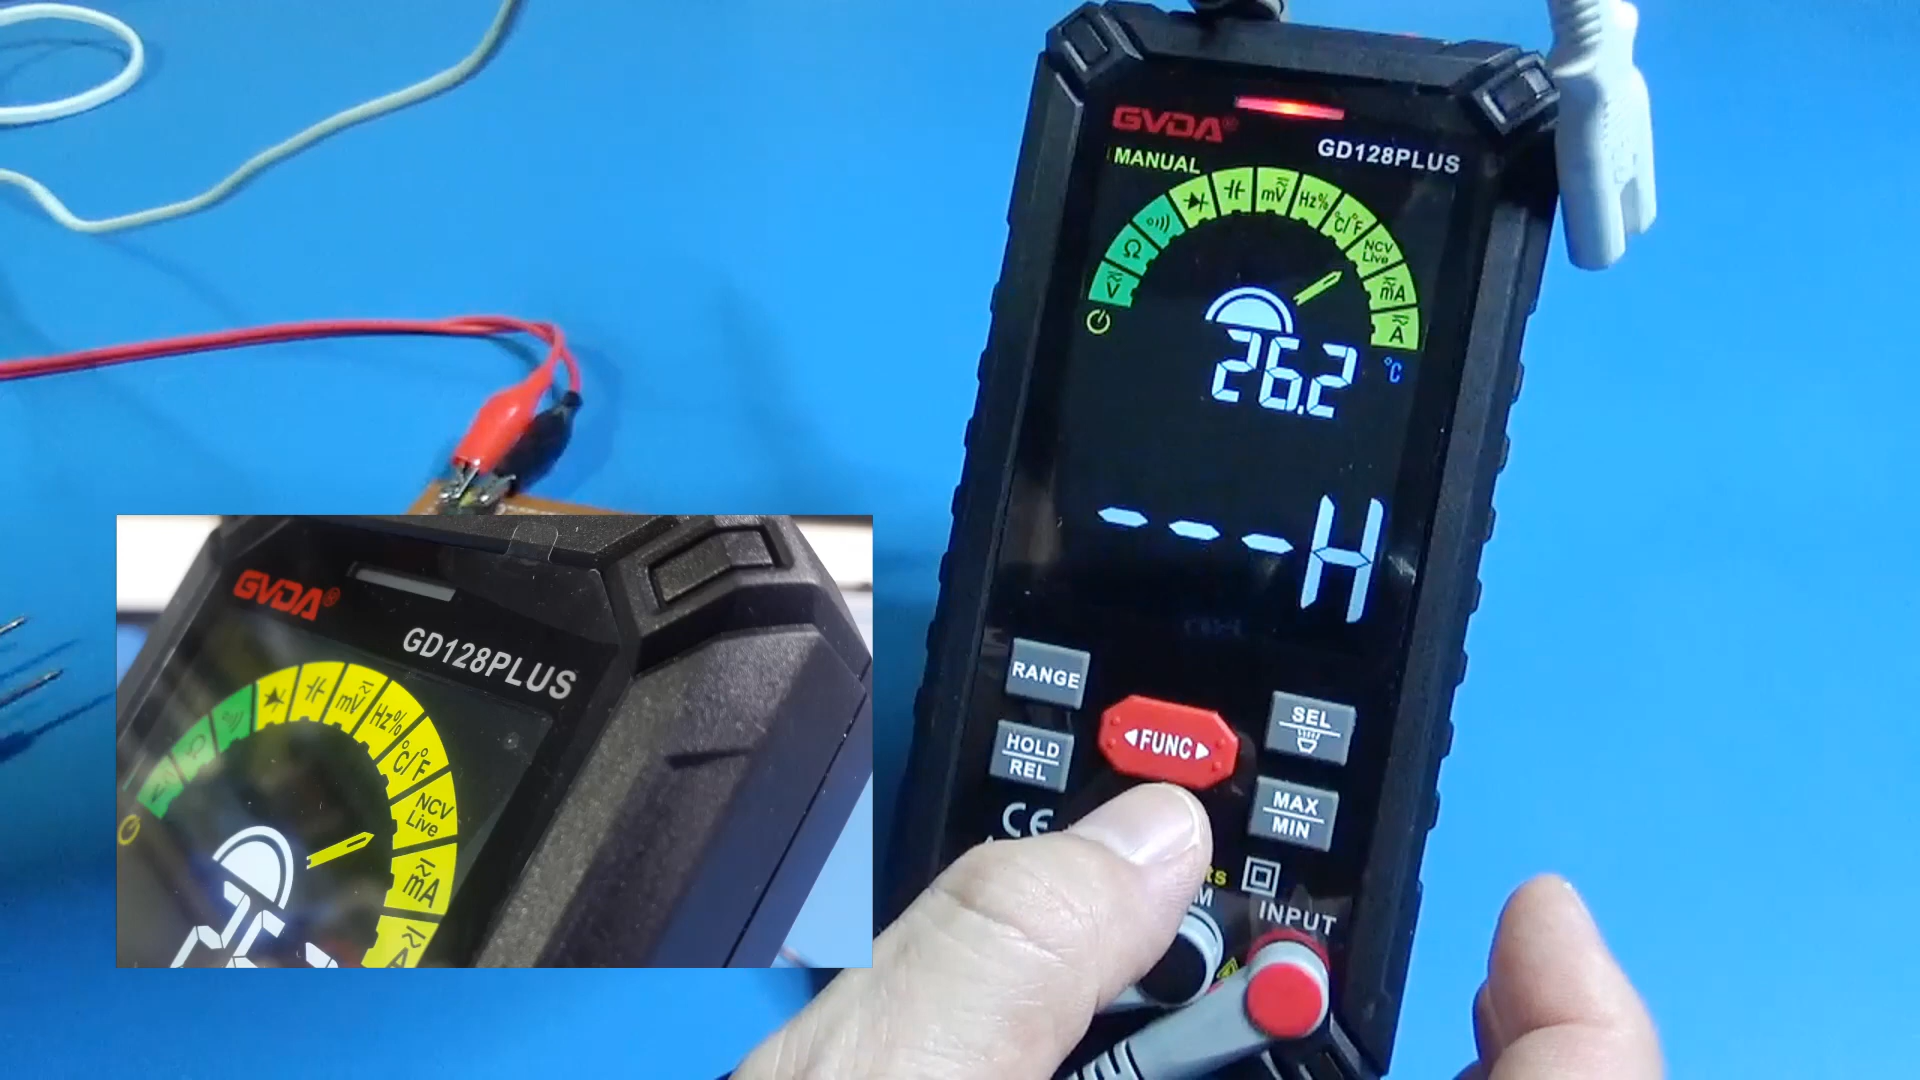 GVDA®
GD128PLUS
MANUAL
V
Ω
mV
Hz%
°C/°F
NCV
Live
mA
A
26.2 °C
---H
RANGE
FUNC
SEL
HOLD
REL
MAX
MIN
CE
ts
M
INPUT
GVDA®
GD128PLUS
V
Ω
mV
Hz%
°C/°F
NCV
Live
mA
A